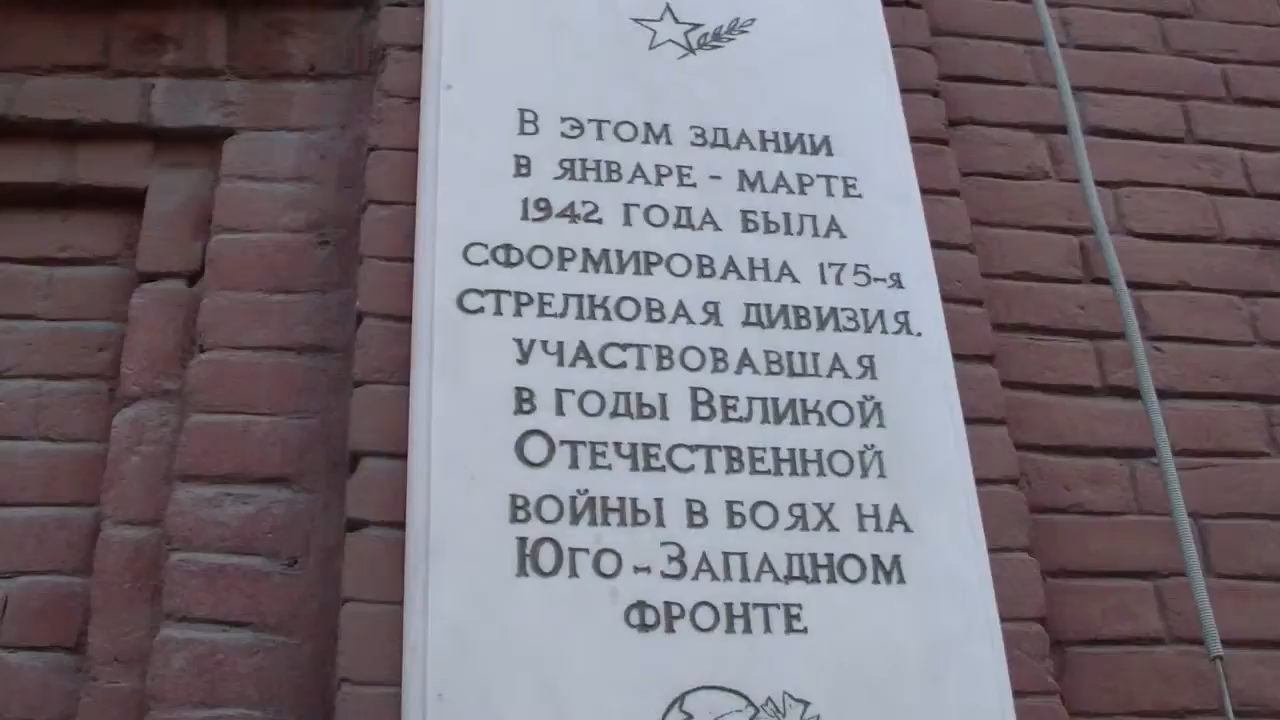 В ЭТОМ ЗДАНИИ
В ЯНВАРЕ - МАРТЕ
1942 ГОДА БЫЛА
СФОРМИРОВАНА 175-я
СТРЕЛКОВАЯ ДИВИЗИЯ.
УЧАСТВОВАВШАЯ
В ГОДЫ ВЕЛИКОЙ
ОТЕЧЕСТВЕННОЙ
ВОЙНЫ В БОЯХ НА
ЮГО-ЗАПАДНОМ
ФРОНТЕ